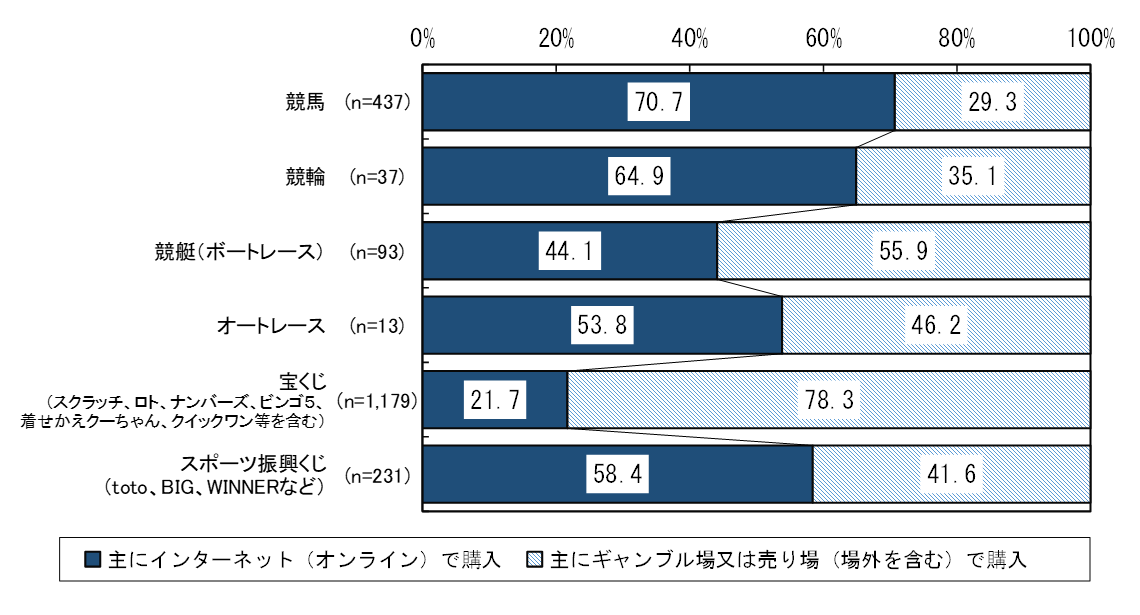 0% 20% 40% 60% 80% 100%
競馬 (n=437) 70.7 29.3
競輪 (n=37) 64.9 35.1
競艇(ボートレース) (n=93) 44.1 55.9
オートレース (n=13) 53.8 46.2
宝くじ
(スクラッチ、ロト、ナンバーズ、ビンゴ5、
着せかえクーちゃん、クイックワン等を含む) (n=1,179) 21.7 78.3
スポーツ振興くじ
(toto、BIG、WINNERなど) (n=231) 58.4 41.6
主にインターネット(オンライン)で購入 主にギャンブル場又は売り場(場外を含む)で購入